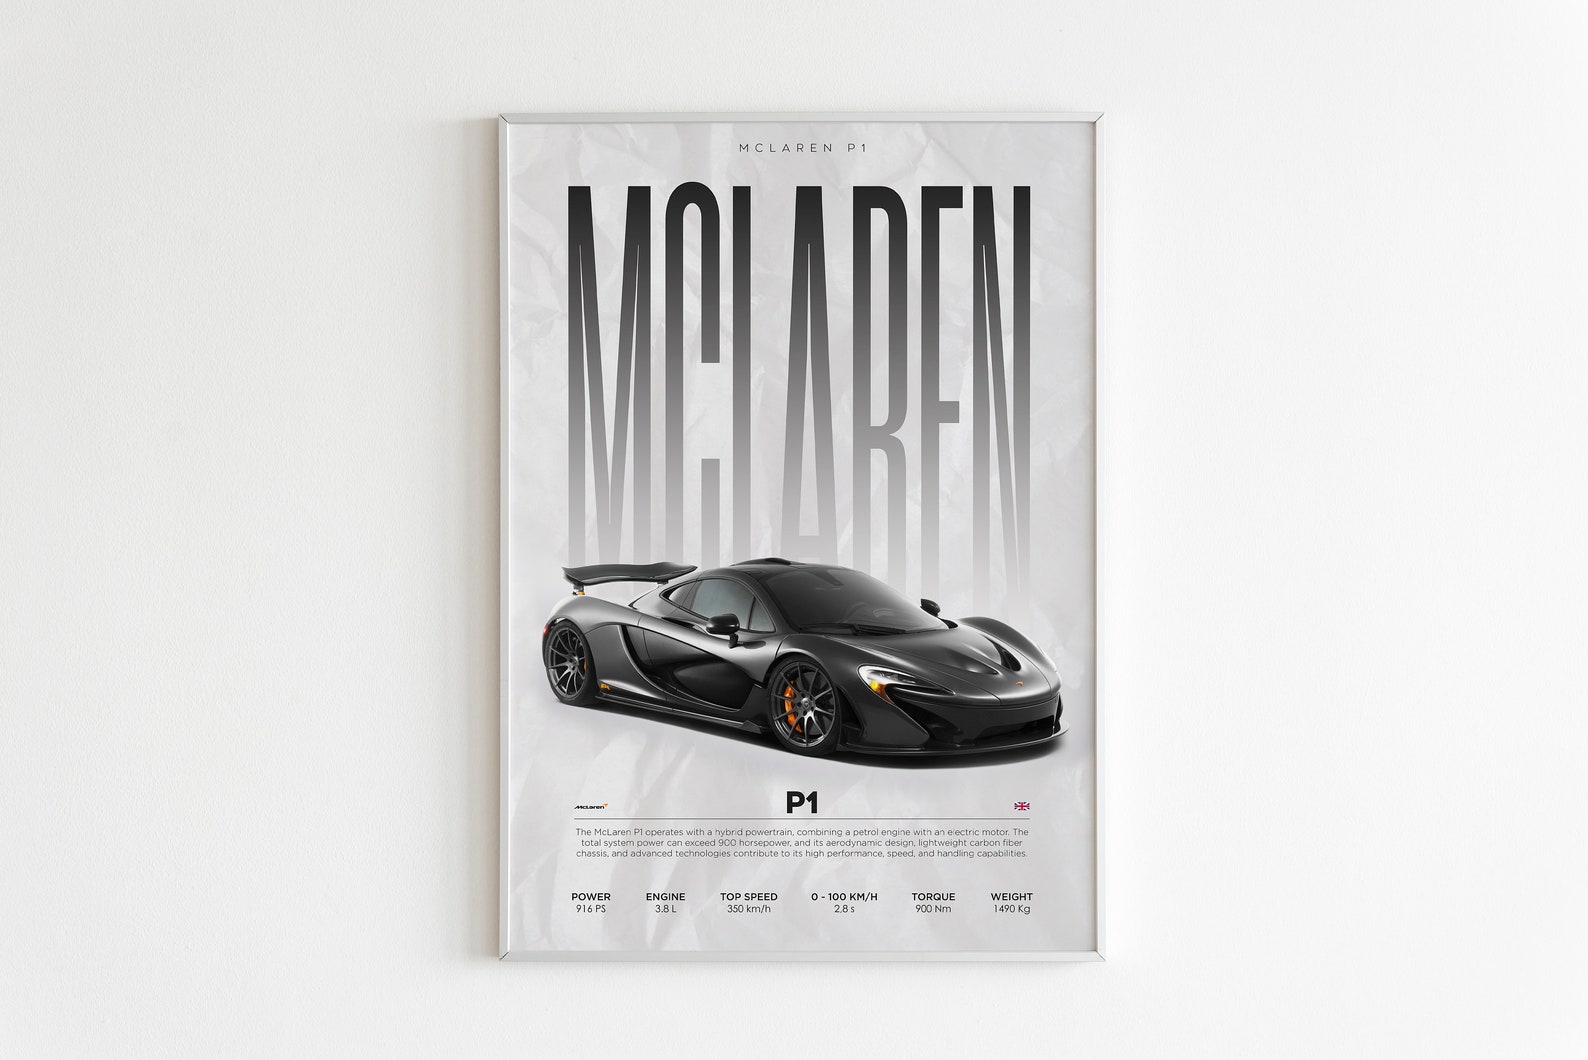 MCLAREN P1
MCLAREN
McLaren
P1
The McLaren P1 operates with a hybrid powertrain, combining a petrol engine with an electric motor. The
total system power can exceed 900 horsepower, and its aerodynamic design, lightweight carbon fiber
chassis, and advanced technologies contribute to its high performance, speed, and handling capabilities.
POWER ENGINE TOP SPEED 0 - 100 KM/H TORQUE WEIGHT
916 PS 3.8 L 350 km/h 2,8 s 900 Nm 1490 Kg